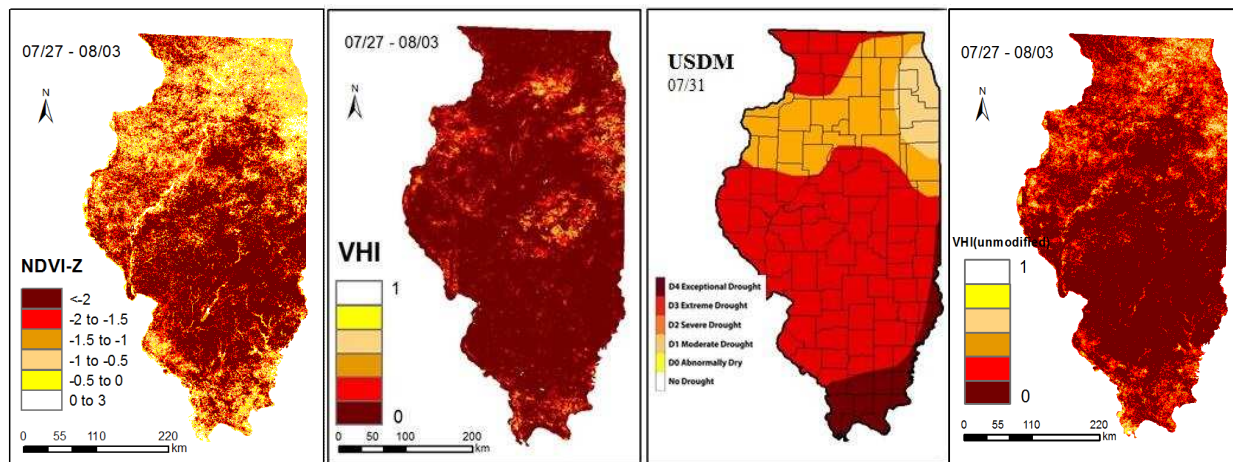 07/27 - 08/03
N
NDVI-Z
<-2
-2 to -1.5
-1.5 to -1
-1 to -0.5
-0.5 to 0
0 to 3
0 55 110 220
km
07/27 - 08/03
N
VHI
1
0
0 50 100 200
km
USDM
07/31
D4 Exceptional Drought
D3 Extreme Drought
D2 Severe Drought
D1 Moderate Drought
D0 Abnormally Dry
No Drought
07/27 - 08/03
N
VHI(unmodified)
1
0
0 55 110 220
km